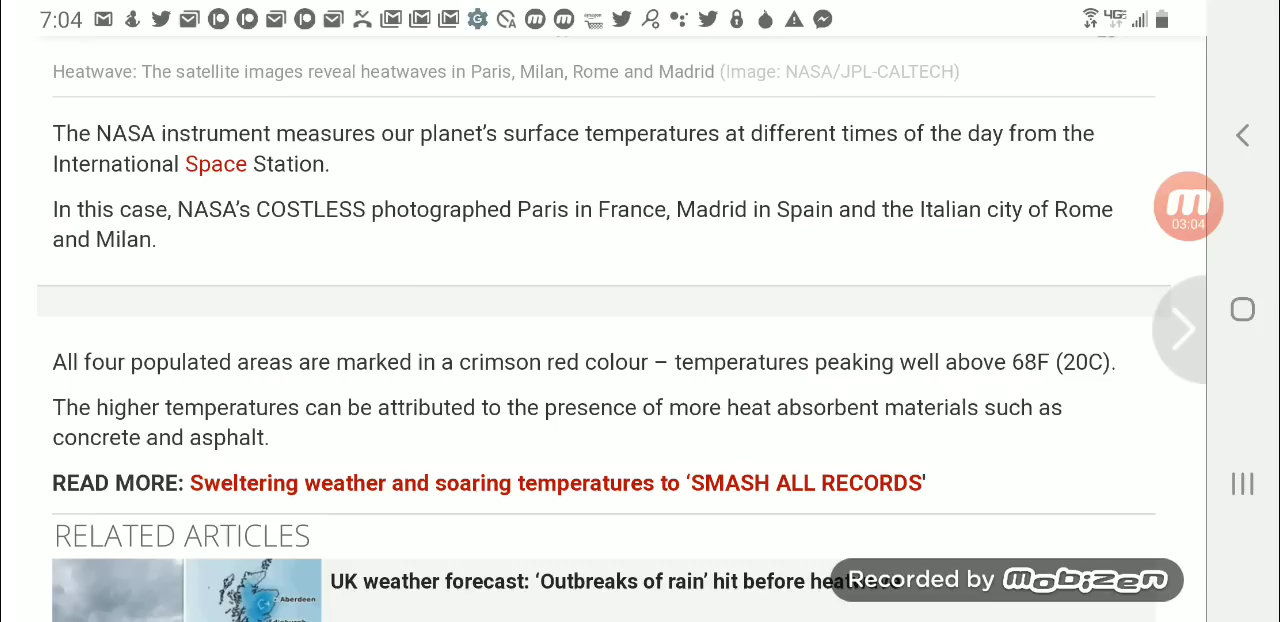 7:04
4GE
Heatwave: The satellite images reveal heatwaves in Paris, Milan, Rome and Madrid (Image: NASA/JPL-CALTECH)
The NASA instrument measures our planet's surface temperatures at different times of the day from the
International Space Station.
In this case, NASA's COSTLESS photographed Paris in France, Madrid in Spain and the Italian city of Rome
and Milan.
m
03:04
All four populated areas are marked in a crimson red colour – temperatures peaking well above 68F (20C).
The higher temperatures can be attributed to the presence of more heat absorbent materials such as
concrete and asphalt.
READ MORE: Sweltering weather and soaring temperatures to ‘SMASH ALL RECORDS'
RELATED ARTICLES
UK weather forecast: ‘Outbreaks of rain’ hit before heatwave
Recorded by mobizen
Aberdeen